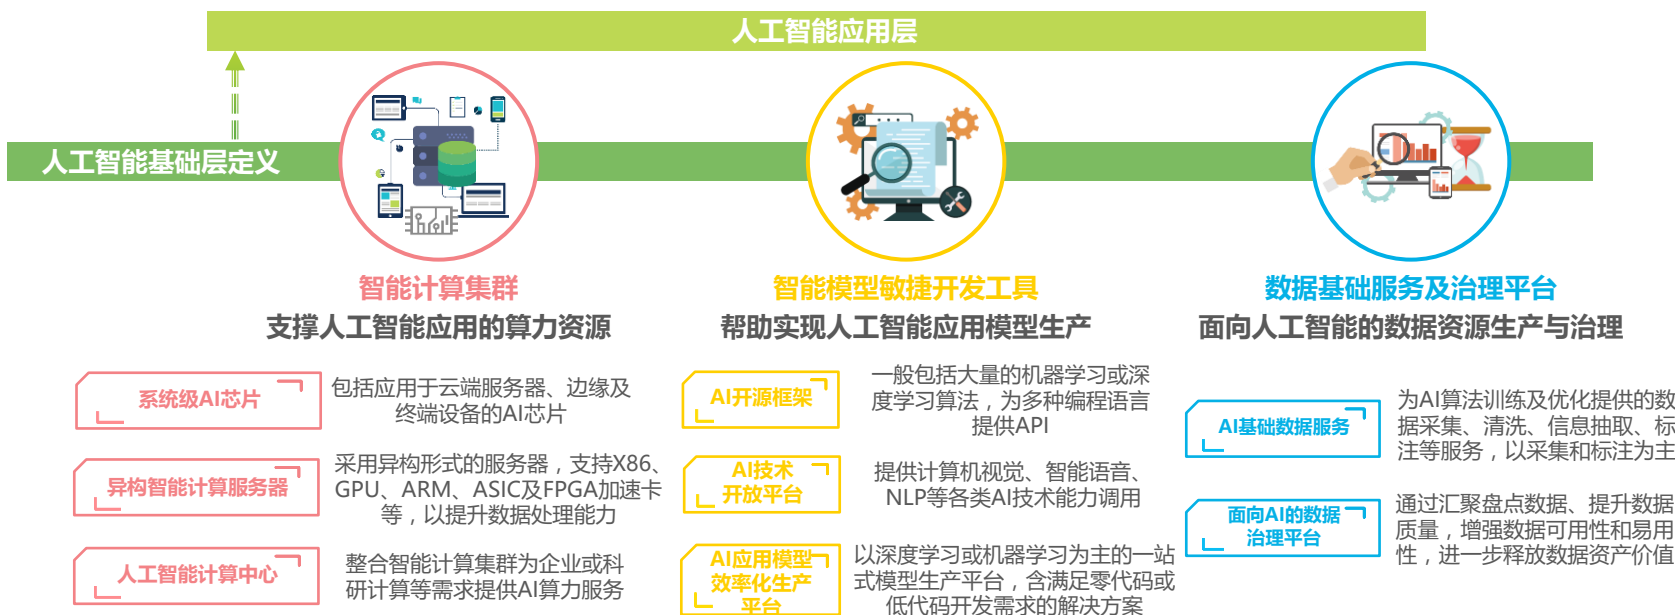 人工智能应用层
人工智能基础层定义
智能计算集群
支撑人工智能应用的算力资源
系统级AI芯片
包括应用于云端服务器、边缘及
终端设备的AI芯片
异构智能计算服务器
采用异构形式的服务器，支持X86、
GPU、ARM、ASIC及FPGA加速卡
等，以提升数据处理能力
人工智能计算中心
整合智能计算集群为企业或科
研计算等需求提供AI算力服务
智能模型敏捷开发工具
帮助实现人工智能应用模型生产
AI开源框架
一般包括大量的机器学习或深
度学习算法，为多种编程语言
提供API
AI技术
开放平台
提供计算机视觉、智能语音、
NLP等各类AI技术能力调用
AI应用模型
效率化生产
平台
以深度学习或机器学习为主的一站
式模型生产平台，含满足零代码或
低代码开发需求的解决方案
数据基础服务及治理平台
面向人工智能的数据资源生产与治理
AI基础数据服务
为AI算法训练及优化提供的数
据采集、清洗、信息抽取、标
注等服务，以采集和标注为主
面向AI的数据
治理平台
通过汇聚盘点数据、提升数据
质量，增强数据可用性和易用
性，进一步释放数据资产价值